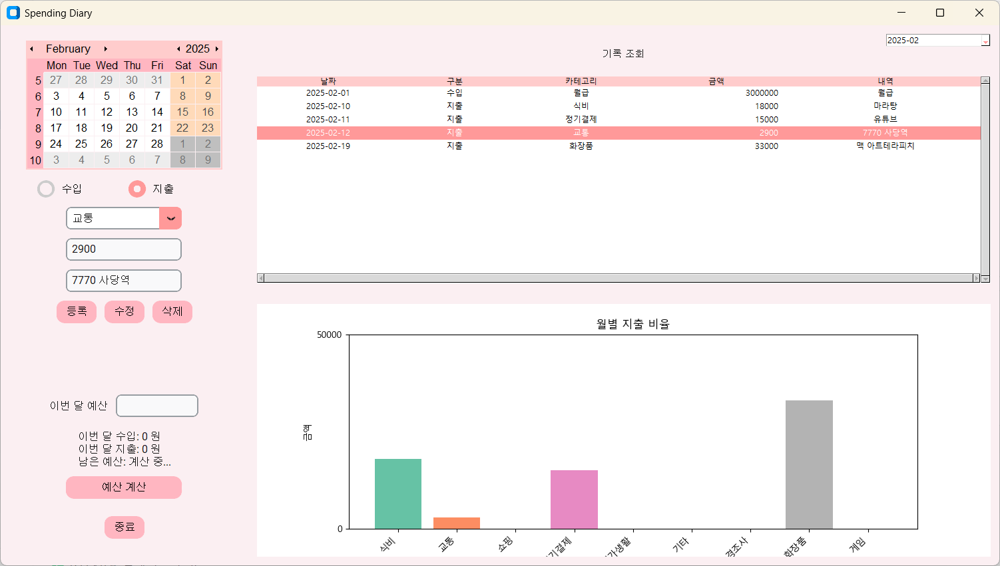 Spending Diary
February 2025
Mon Tue Wed Thu Fri Sat Sun
5 27 28 29 30 31 1 2
6 3 4 5 6 7 8 9
7 10 11 12 13 14 15 16
8 17 18 19 20 21 22 23
9 24 25 26 27 28 1 2
10 3 4 5 6 7 8 9
수입 지출
교통
2900
7770 사당역
등록 수정 삭제
이번 달 예산
이번 달 수입: 0 원
이번 달 지출: 0 원
남은 예산: 계산 중...
예산 계산
종료
2025-02
기록 조회
날짜 구분 카테고리 금액 내역
2025-02-01 수입 월급 3000000 월급
2025-02-10 지출 식비 18000 마라탕
2025-02-11 지출 정기결제 15000 유튜브
2025-02-12 지출 교통 2900 7770 사당역
2025-02-19 지출 화장품 33000 맥 아트테라피치
월별 지출 비율
50000
금액
0
식비 교통 쇼핑 기결제 가생활 기타 경조사 화장품 게임